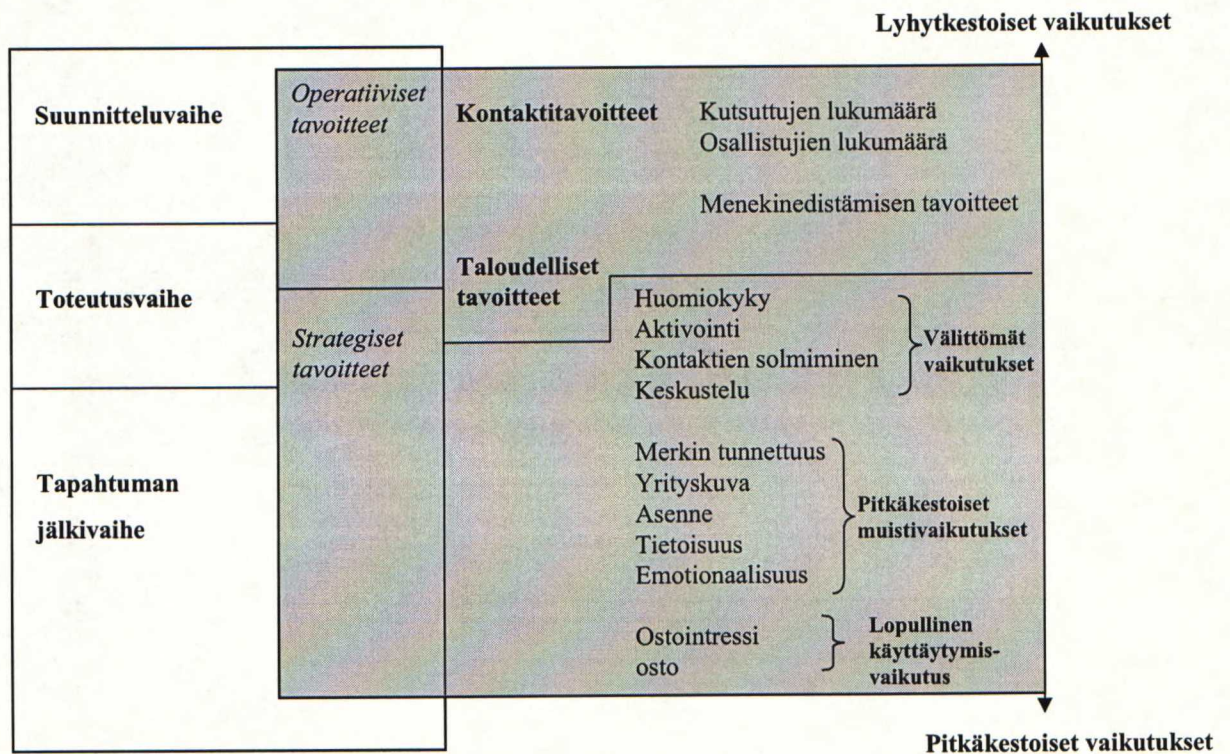 Lyhytkestoiset vaikutukset
Suunnitteluvaihe
Operatiiviset
tavoitteet
Kontaktitavoitteet
Kutsuttujen lukumäärä
Osallistujien lukumäärä
Menekinedistämisen tavoitteet
Toteutusvaihe
Taloudelliset
tavoitteet
Strategiset
tavoitteet
Huomiokyky
Aktivointi
Kontaktien solmiminen
Keskustelu
Välittömät
vaikutukset
Tapahtuman
jälkivaihe
Merkin tunnettuus
Yrityskuva
Asenne
Tietoisuus
Emotionaalisuus
Pitkäkestoiset
muistivaikutukset
Ostointressi
osto
Lopullinen
käyttäytymis-
vaikutus
Pitkäkestoiset vaikutukset